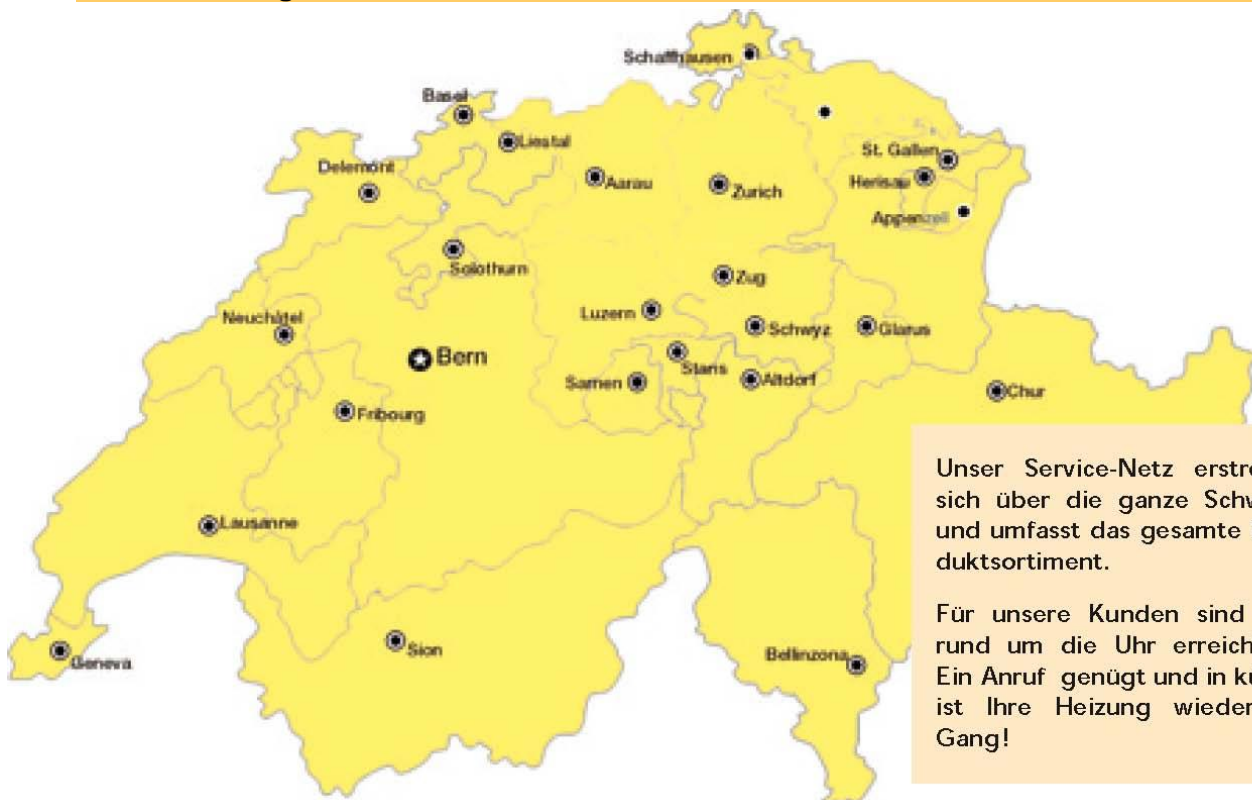 Schaffhausen
Basel
Liestal
St. Gallen
Delemont
Aarau
Zurich
Herisau
Appenzell
Solothurn
Zug
Neuchâtel
Luzern
Schwyz
Glarus
Bern
Stans
Sarnen
Altdorf
Chur
Fribourg
Lausanne
Geneva
Sion
Bellinzona
Unser Service-Netz erstre
sich über die ganze Schw
und umfasst das gesamte
duktsortiment.
Für unsere Kunden sind
rund um die Uhr erreich
Ein Anruf genügt und in ku
ist Ihre Heizung wieder
Gang!